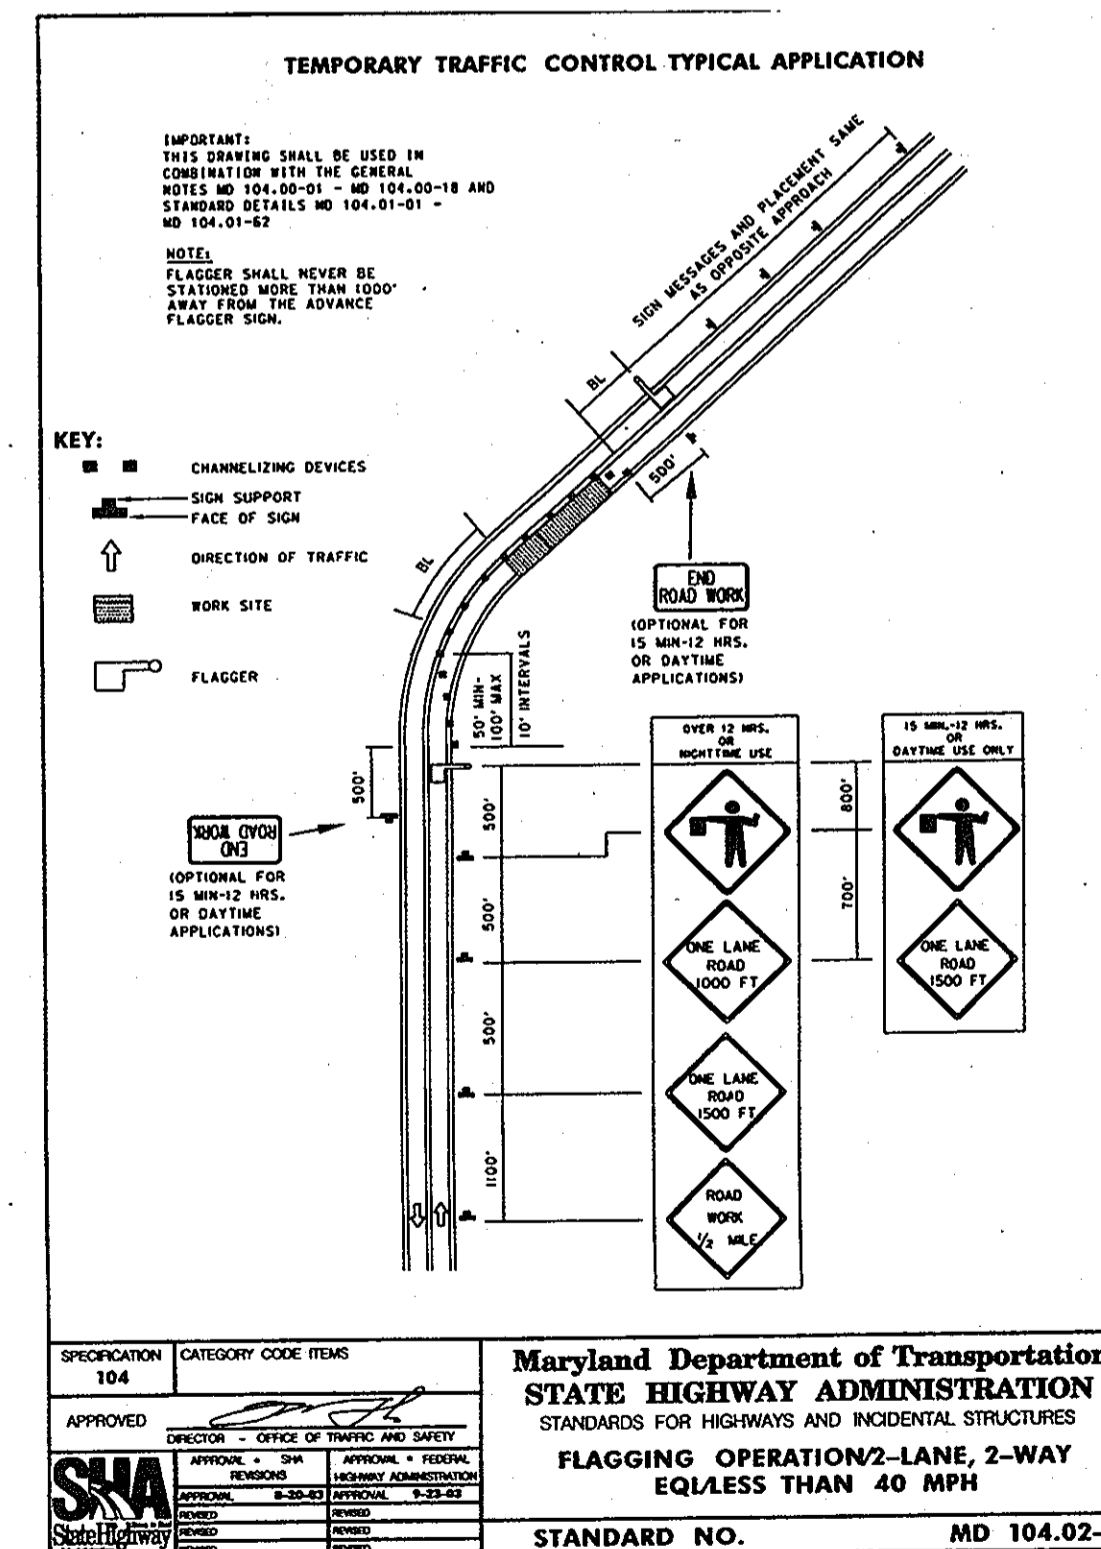 TEMPORARY TRAFFIC CONTROL TYPICAL APPLICATION
IMPORTANT:
THIS DRAWING SHALL BE USED IN
COMBINATION WITH THE GENERAL
NOTES MD 104.00-01 - MD 104.00-18 AND
STANDARD DETAILS MD 104.01-01 -
MD 104.01-62
NOTE:
FLAGGER SHALL NEVER BE
STATIONED MORE THAN 1000'
AWAY FROM THE ADVANCE
FLAGGER SIGN.
SIGN MESSAGES AND PLACEMENT SAME
AS OPPOSITE APPROACH
BL
500'
BL
KEY:
CHANNELIZING DEVICES
SIGN SUPPORT
FACE OF SIGN
DIRECTION OF TRAFFIC
WORK SITE
FLAGGER
END
ROAD WORK
(OPTIONAL FOR
15 MIN-12 HRS.
OR DAYTIME
APPLICATIONS)
50' MIN-
100' MAX
10' INTERVALS
500'
END
ROAD WORK
(OPTIONAL FOR
15 MIN-12 HRS.
OR DAYTIME
APPLICATIONS)
500'
500'
500'
1100'
OVER 12 HRS.
OR
NIGHTTIME USE
ONE LANE
ROAD
1000 FT
ONE LANE
ROAD
1500 FT
ROAD
WORK
1/2 MILE
800'
700'
15 MIN.-12 HRS.
OR
DAYTIME USE ONLY
ONE LANE
ROAD
1500 FT
SPECIFICATION
104
CATEGORY CODE ITEMS
APPROVED
DIRECTOR - OFFICE OF TRAFFIC AND SAFETY
SHA
StateHighway
APPROVAL • SHA
REVISIONS
APPROVAL • FEDERAL
HIGHWAY ADMINISTRATION
APPROVAL 8-20-03
APPROVAL 9-23-03
REVISED
REVISED
REVISED
REVISED
Maryland Department of Transportation
STATE HIGHWAY ADMINISTRATION
STANDARDS FOR HIGHWAYS AND INCIDENTAL STRUCTURES
FLAGGING OPERATION/2-LANE, 2-WAY
EQL/LESS THAN 40 MPH
STANDARD NO. MD 104.02-